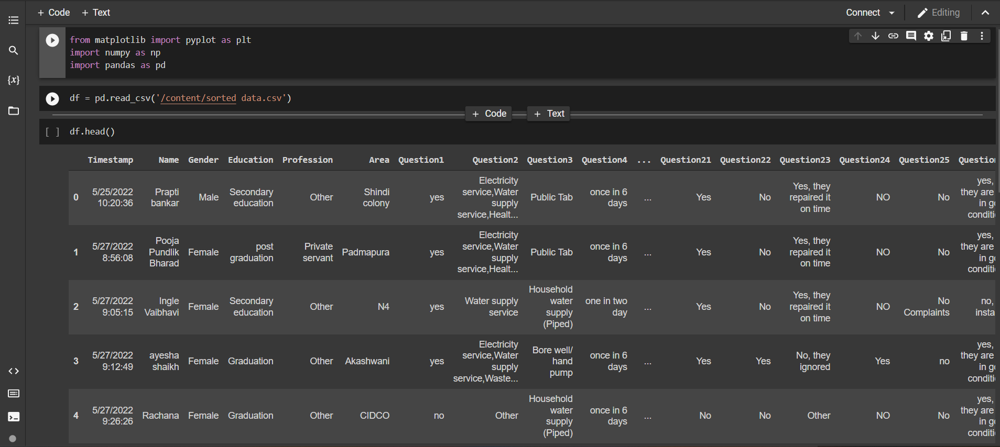 + Code + Text Connect Editing
from matplotlib import pyplot as plt
import numpy as np
import pandas as pd
{x}
df = pd.read_csv('/content/sorted data.csv')
+ Code + Text
[ ] df.head()
Timestamp Name Gender Education Profession Area Question1 Question2 Question3 Question4 ... Question21 Question22 Question23 Question24 Question25 Question
0 5/25/2022 10:20:36 Prapti bankar Male Secondary education Other Shindi colony yes Electricity service,Water supply service,Healt... Public Tab once in 6 days ... Yes No Yes, they repaired it on time NO No yes, they are in go conditi
1 5/27/2022 8:56:08 Pooja Pundlik Bharad Female post graduation Private servant Padmapura yes Electricity service,Water supply service,Healt... Public Tab once in 6 days ... Yes No Yes, they repaired it on time NO No yes, they are in go conditi
2 5/27/2022 9:05:15 Ingle Vaibhavi Female Secondary education Other N4 yes Water supply service Household water supply (Piped) one in two day ... Yes No Yes, they repaired it on time NO No Complaints no, insta
3 5/27/2022 9:12:49 ayesha shaikh Female Graduation Other Akashwani yes Electricity service,Water supply service,Waste... Bore well/ hand pump once in 6 days ... Yes Yes No, they ignored Yes no yes, they are in go conditi
4 5/27/2022 9:26:26 Rachana Female Graduation Other CIDCO no Other Household water supply (Piped) once in 6 days ... No No Other NO No yes, they are in go conditi